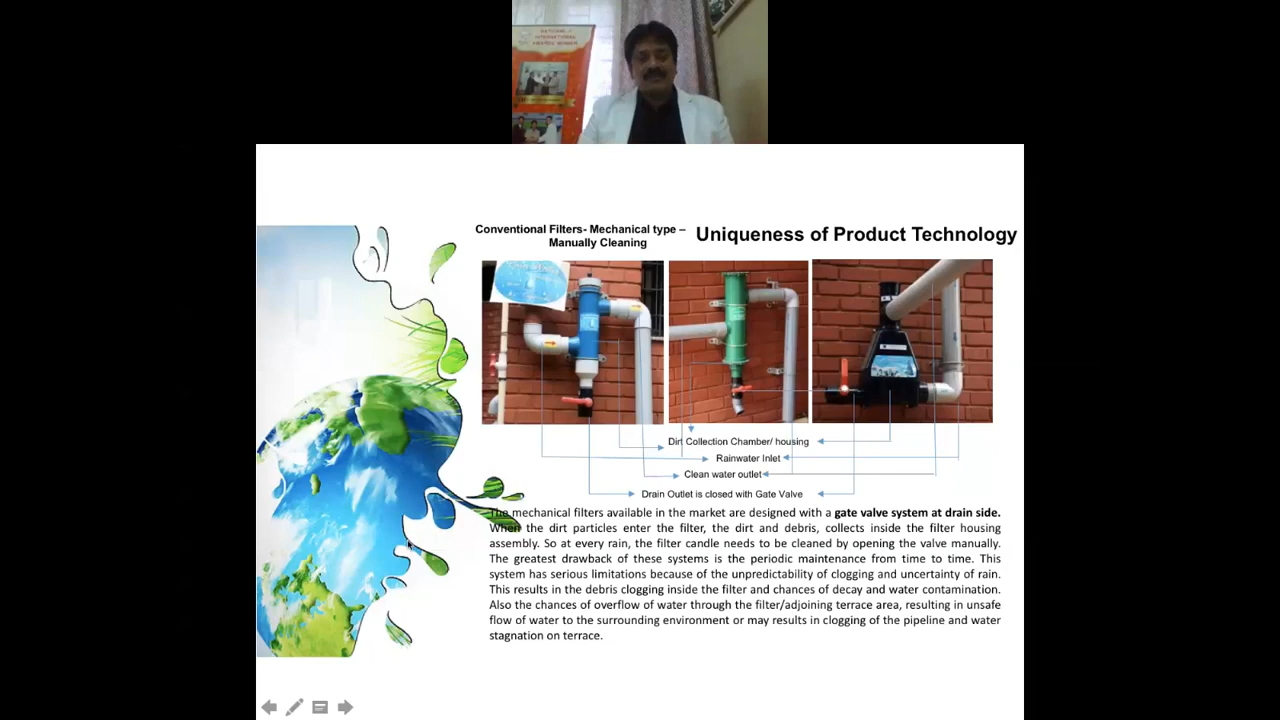 NATIONAL &
INTERNATIONAL
AWARDS WINNER
Conventional Filters- Mechanical type –
Manually Cleaning
Uniqueness of Product Technology
Dirt Collection Chamber/ housing
Rainwater Inlet
Clean water outlet
Drain Outlet is closed with Gate Valve
The mechanical filters available in the market are designed with a gate valve system at drain side.
When the dirt particles enter the filter, the dirt and debris, collects inside the filter housing
assembly. So at every rain, the filter candle needs to be cleaned by opening the valve manually.
The greatest drawback of these systems is the periodic maintenance from time to time. This
system has serious limitations because of the unpredictability of clogging and uncertainty of rain.
This results in the debris clogging inside the filter and chances of decay and water contamination.
Also the chances of overflow of water through the filter/adjoining terrace area, resulting in unsafe
flow of water to the surrounding environment or may results in clogging of the pipeline and water
stagnation on terrace.